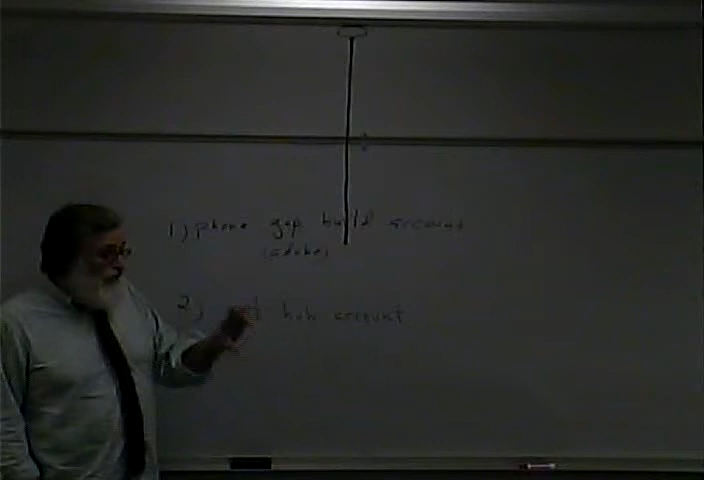 1) phone gap build account
(adobe)
2) hub account